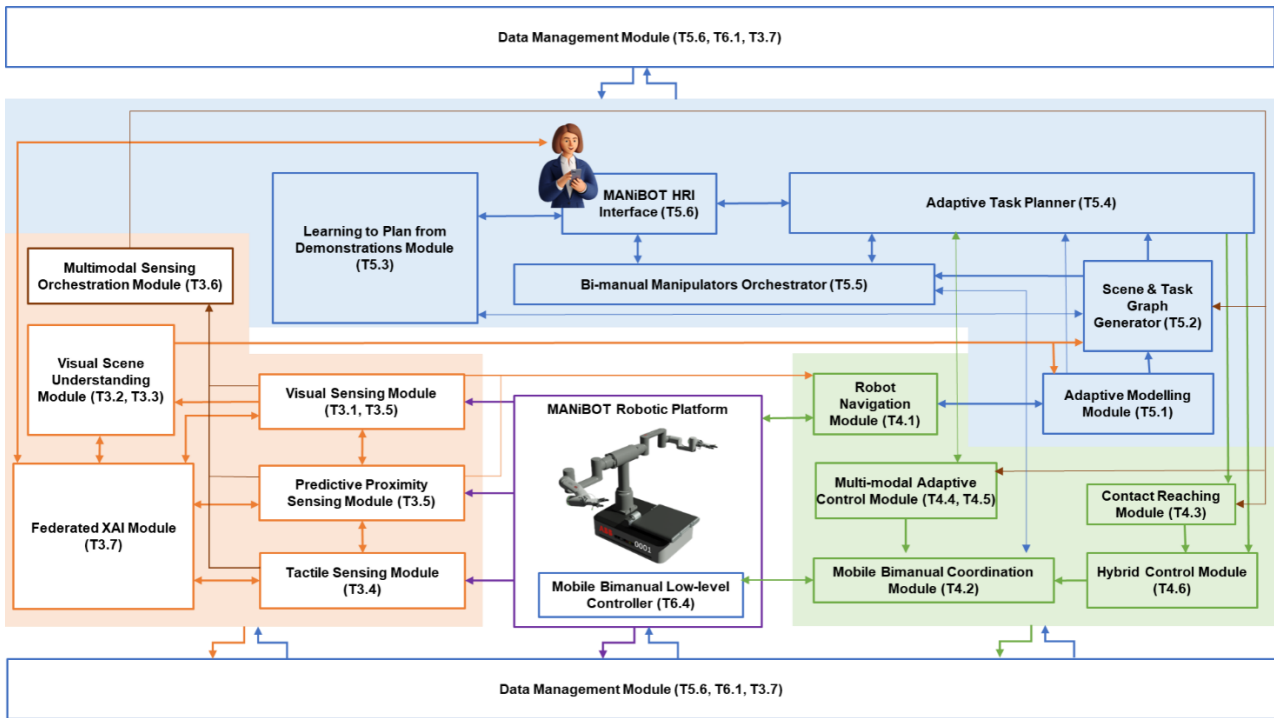 Data Management Module (T5.6, T6.1, T3.7)
MANiBOT HRI
Interface (T5.6)
Adaptive Task Planner (T5.4)
Learning to Plan from
Demonstrations Module
(T5.3)
Multimodal Sensing
Orchestration Module (T3.6)
Bi-manual Manipulators Orchestrator (T5.5)
Scene & Task
Graph
Generator (T5.2)
Visual Scene
Understanding
Module (T3.2, T3.3)
Visual Sensing Module
(T3.1, T3.5)
MANiBOT Robotic Platform
Robot
Navigation
Module (T4.1)
Adaptive Modelling
Module (T5.1)
Predictive Proximity
Sensing Module (T3.5)
Multi-modal Adaptive
Control Module (T4.4, T4.5)
Contact Reaching
Module (T4.3)
Federated XAI Module
(T3.7)
0001
Tactile Sensing Module
(T3.4)
Mobile Bimanual Low-level
Controller (T6.4)
Mobile Bimanual Coordination
Module (T4.2)
Hybrid Control Module
(T4.6)
Data Management Module (T5.6, T6.1, T3.7)